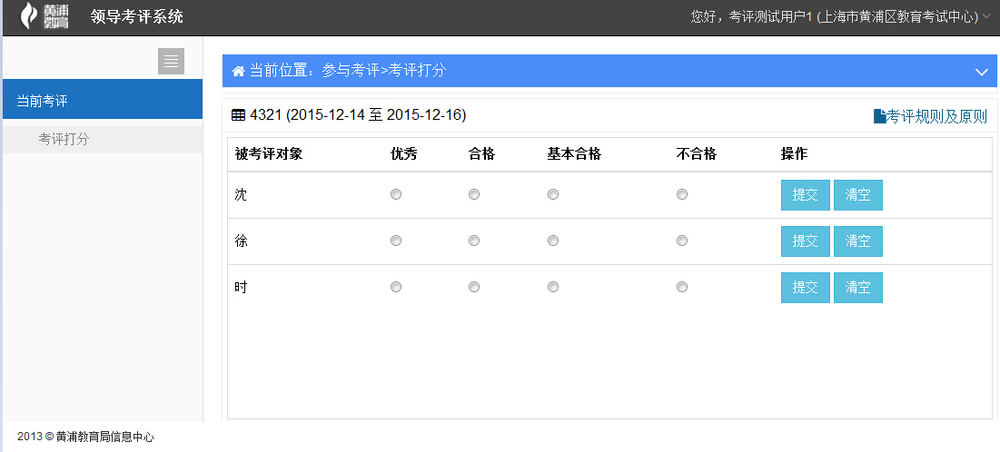 黄浦教育 领导考评系统 您好，考评测试用户1 (上海市黄浦区教育考试中心)
当前位置：参与考评>考评打分
当前考评
考评打分
4321 (2015-12-14 至 2015-12-16) 考评规则及原则
被考评对象 优秀 合格 基本合格 不合格 操作
沈 提交 清空
徐 提交 清空
时 提交 清空
2013 © 黄浦教育局信息中心